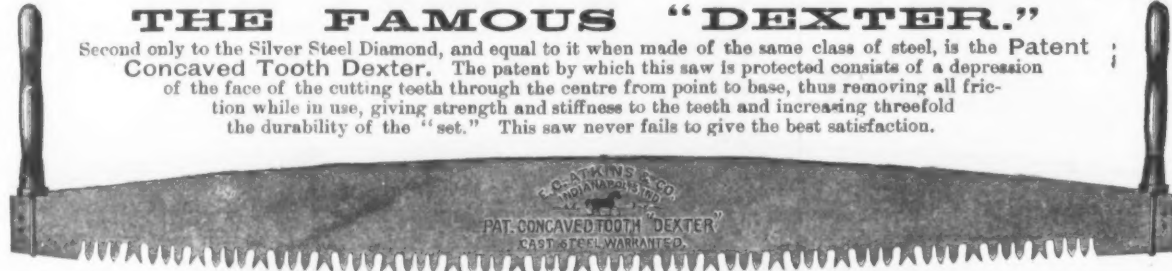 THE FAMOUS “DEXTER.”
Second only to the Silver Steel Diamond, and equal to it when made of the same class of steel, is the Patent
Concaved Tooth Dexter. The patent by which this saw is protected consists of a depression
of the face of the cutting teeth through the centre from point to base, thus removing all fric-
tion while in use, giving strength and stiffness to the teeth and increasing threefold
the durability of the “set.” This saw never fails to give the best satisfaction.
E. C. ATKINS & CO.
INDIANAPOLIS IND.
PAT. CONCAVED TOOTH “DEXTER”
CAST STEEL WARRANTED.